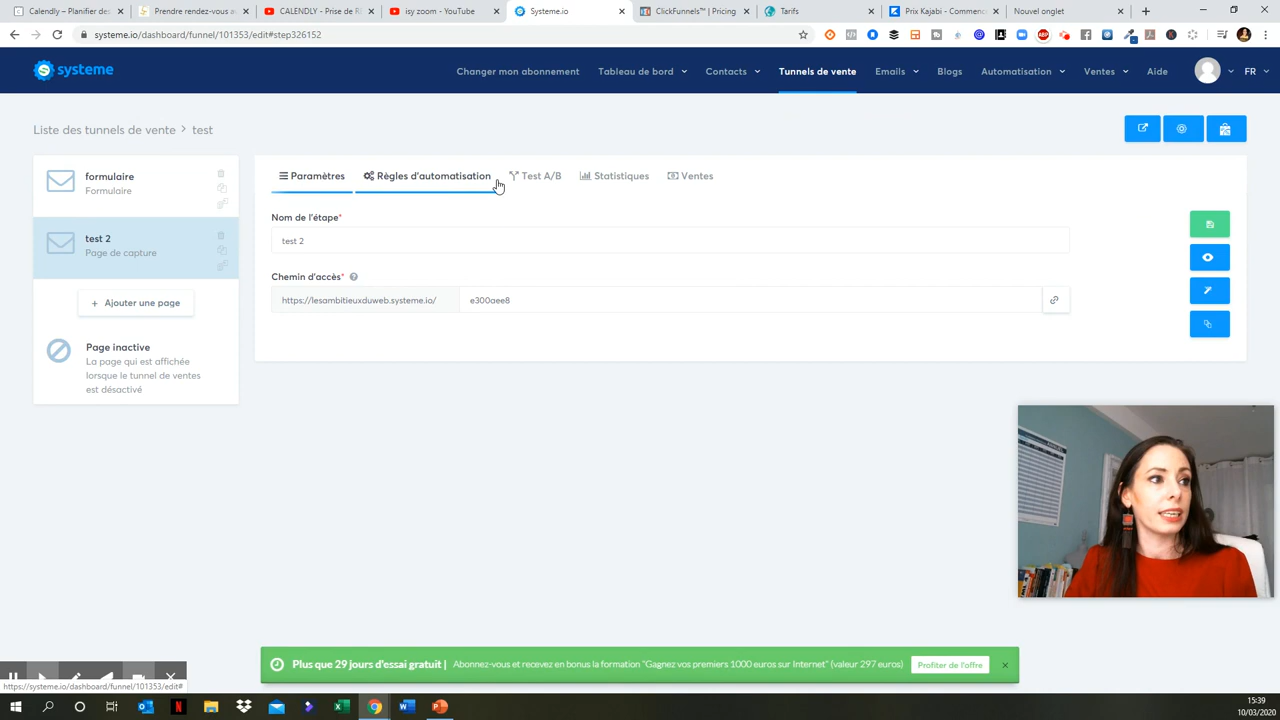 Calendly – Planifier des
Prendre rendez-vous a
CALENDLY - Prise de R
isy zoom - YouTube
Systeme.io
ClickFunnels™ | Pricing
Tarifs
Prix Kajabi - Commenc
Nouvel onglet
systeme.io/dashboard/funnel/101353/edit#step326152
systeme
Changer mon abonnement
Tableau de bord
Contacts
Tunnels de vente
Emails
Blogs
Automatisation
Ventes
Aide
FR
Liste des tunnels de vente > test
formulaire
Formulaire
test 2
Page de capture
+ Ajouter une page
Page inactive
La page qui est affichée
lorsque le tunnel de ventes
est désactivé
Paramètres
Règles d'automatisation
Test A/B
Statistiques
Ventes
Nom de l'étape*
test 2
Chemin d'accès*
https://lesambitieuxduweb.systeme.io/
e300aee8
Plus que 29 jours d'essai gratuit | Abonnez-vous et recevez en bonus la formation "Gagnez vos premiers 1000 euros sur Internet" (valeur 297 euros)
Profiter de l'offre
https://systeme.io/dashboard/funnel/101353/edit#
15:39
10/03/2020